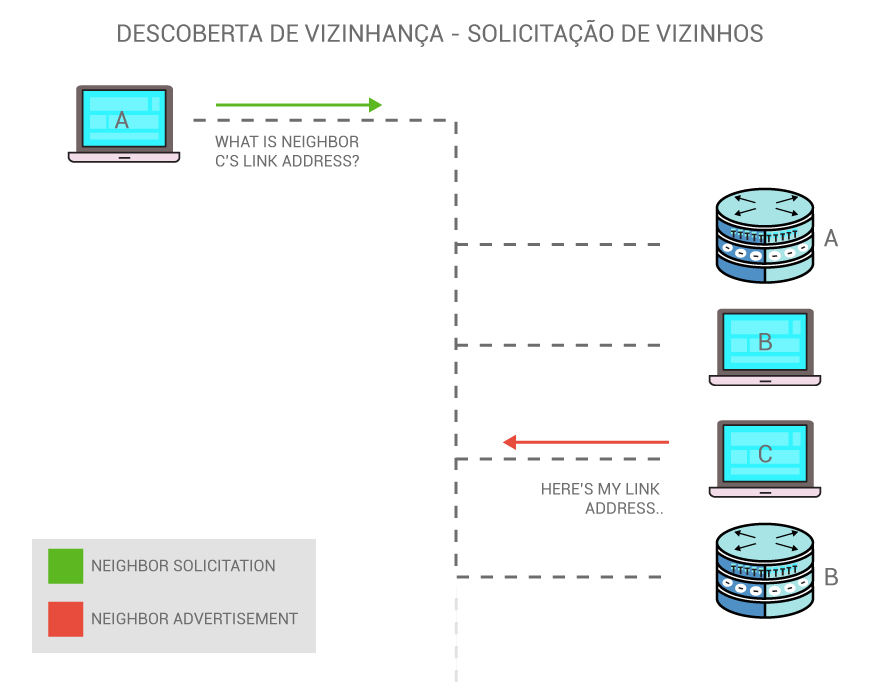 DESCOBERTA DE VIZINHANÇA - SOLICITAÇÃO DE VIZINHOS
A
WHAT IS NEIGHBOR
C'S LINK ADDRESS?
A
B
C
HERE'S MY LINK
ADDRESS..
B
NEIGHBOR SOLICITATION
NEIGHBOR ADVERTISEMENT